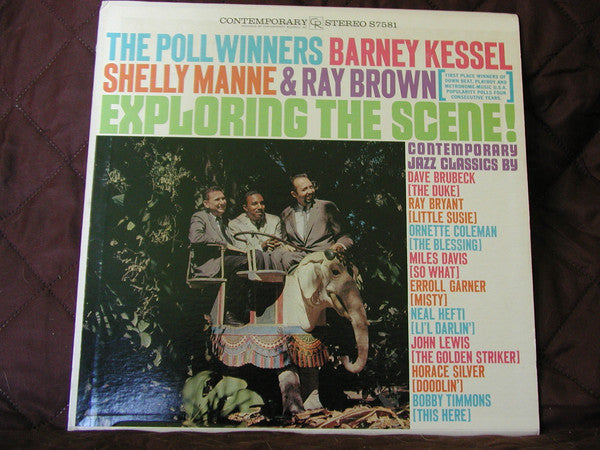 CONTEMPORARY CR STEREO S7581
THE POLL WINNERS BARNEY KESSEL
SHELLY MANNE & RAY BROWN
[FIRST PLACE WINNERS OF
DOWN BEAT, PLAYBOY AND
METRONOME MUSIC U.S.A.
POPULARITY POLLS FOUR
CONSECUTIVE YEARS.]
EXPLORING THE SCENE!
CONTEMPORARY
JAZZ CLASSICS BY
DAVE BRUBECK
[THE DUKE]
RAY BRYANT
[LITTLE SUSIE]
ORNETTE COLEMAN
[THE BLESSING]
MILES DAVIS
[SO WHAT]
ERROLL GARNER
[MISTY]
NEAL HEFTI
[LI'L DARLIN']
JOHN LEWIS
[THE GOLDEN STRIKER]
HORACE SILVER
[DOODLIN']
BOBBY TIMMONS
[THIS HERE]